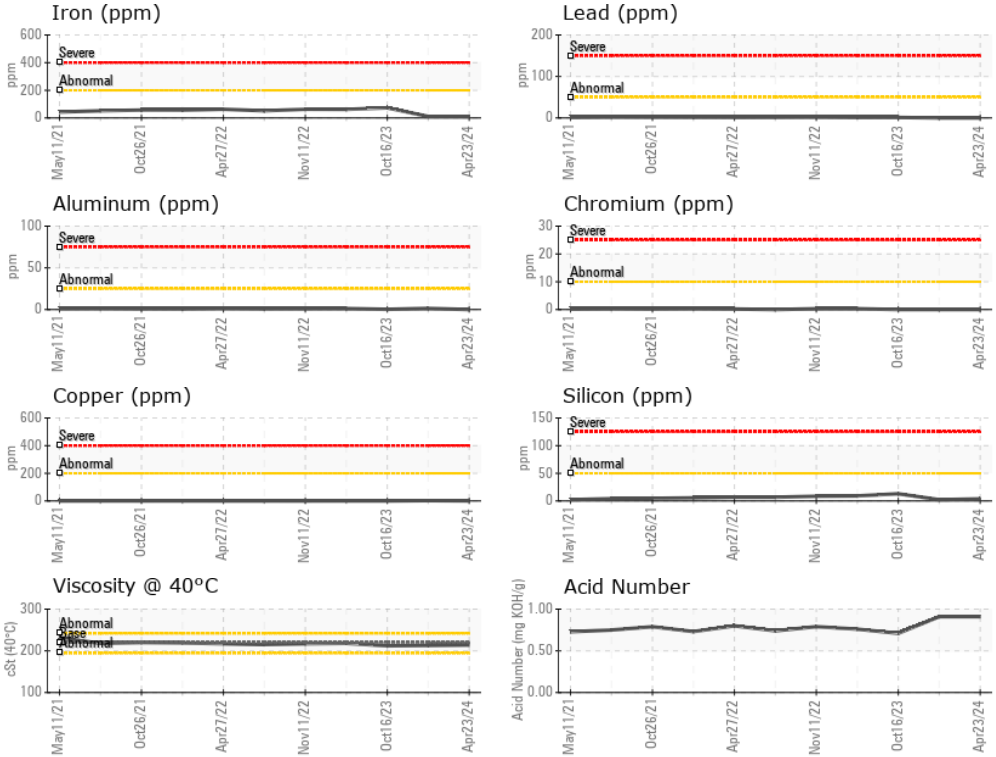 Iron (ppm)
600
400
200
0
ppm
Severe
Abnormal
May11/21
Oct26/21
Apr27/22
Nov11/22
Oct16/23
Apr23/24
Lead (ppm)
200
100
0
ppm
Severe
Abnormal
May11/21
Oct26/21
Apr27/22
Nov11/22
Oct16/23
Apr23/24
Aluminum (ppm)
100
50
0
ppm
Severe
Abnormal
May11/21
Oct26/21
Apr27/22
Nov11/22
Oct16/23
Apr23/24
Chromium (ppm)
30
20
10
0
ppm
Severe
Abnormal
May11/21
Oct26/21
Apr27/22
Nov11/22
Oct16/23
Apr23/24
Copper (ppm)
600
400
200
0
ppm
Severe
Abnormal
May11/21
Oct26/21
Apr27/22
Nov11/22
Oct16/23
Apr23/24
Silicon (ppm)
150
100
50
0
ppm
Severe
Abnormal
May11/21
Oct26/21
Apr27/22
Nov11/22
Oct16/23
Apr23/24
Viscosity @ 40°C
300
200
100
cSt (40°C)
Abnormal
Base
Abnormal
May11/21
Oct26/21
Apr27/22
Nov11/22
Oct16/23
Apr23/24
Acid Number
1.00
0.50
0.00
Acid Number (mg KOH/g)
May11/21
Oct26/21
Apr27/22
Nov11/22
Oct16/23
Apr23/24